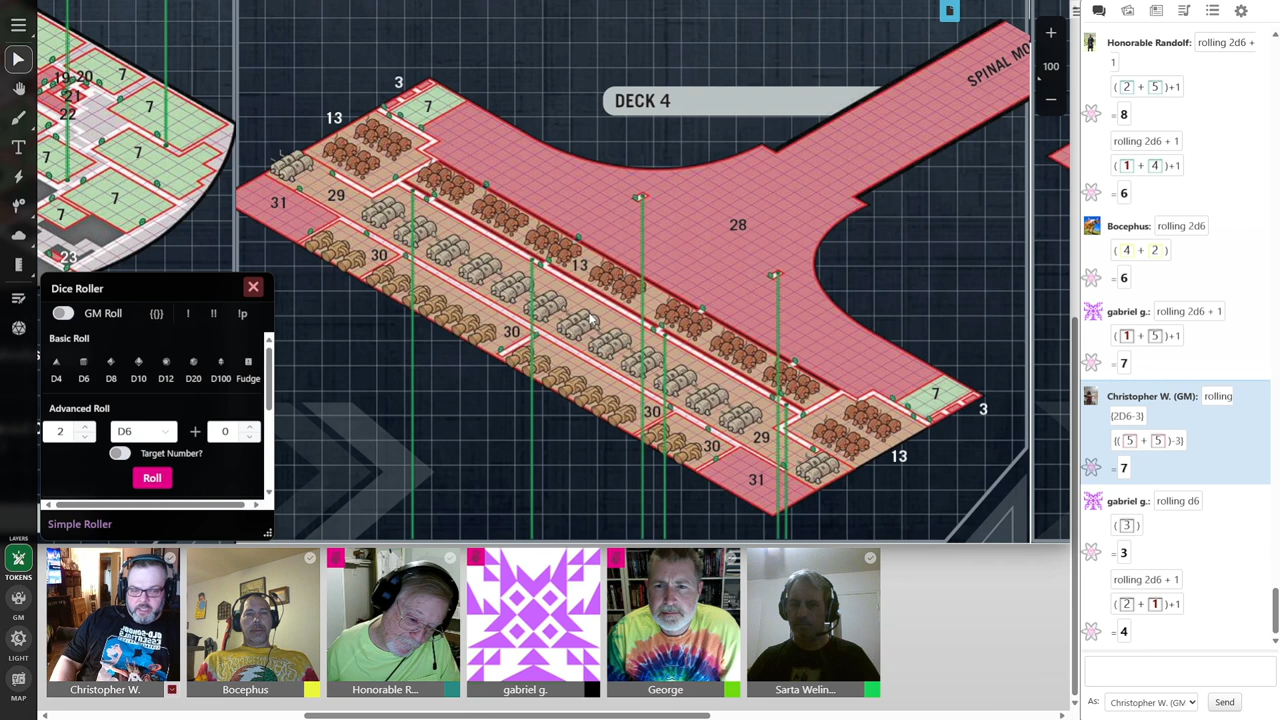 19 20
21
22
7
7
7
7
7
7
23
3
7
13
DECK 4
SPINAL MO
29
31
30
13
28
30
30
30
29
31
7
3
13
100
Dice Roller
GM Roll
{{}}
!
!!
!p
Basic Roll
D4
D6
D8
D10
D12
D20
D100
Fudge
Advanced Roll
2
D6
+
0
Target Number?
Roll
Simple Roller
LAYERS
TOKENS
GM
LIGHT
MAP
Christopher W.
Bocephus
Honorable R...
gabriel g.
George
Sarta Welin...
Honorable Randolf: rolling 2d6 +
1
( 2 + 5 )+1
= 8
rolling 2d6 + 1
( 1 + 4 )+1
= 6
Bocephus: rolling 2d6
( 4 + 2 )
= 6
gabriel g.: rolling 2d6 + 1
( 1 + 5 )+1
= 7
Christopher W. (GM): rolling
{2D6-3}
{( 5 + 5 )-3}
= 7
gabriel g.: rolling d6
( 3 )
= 3
rolling 2d6 + 1
( 2 + 1 )+1
= 4
As: Christopher W. (GM
Send